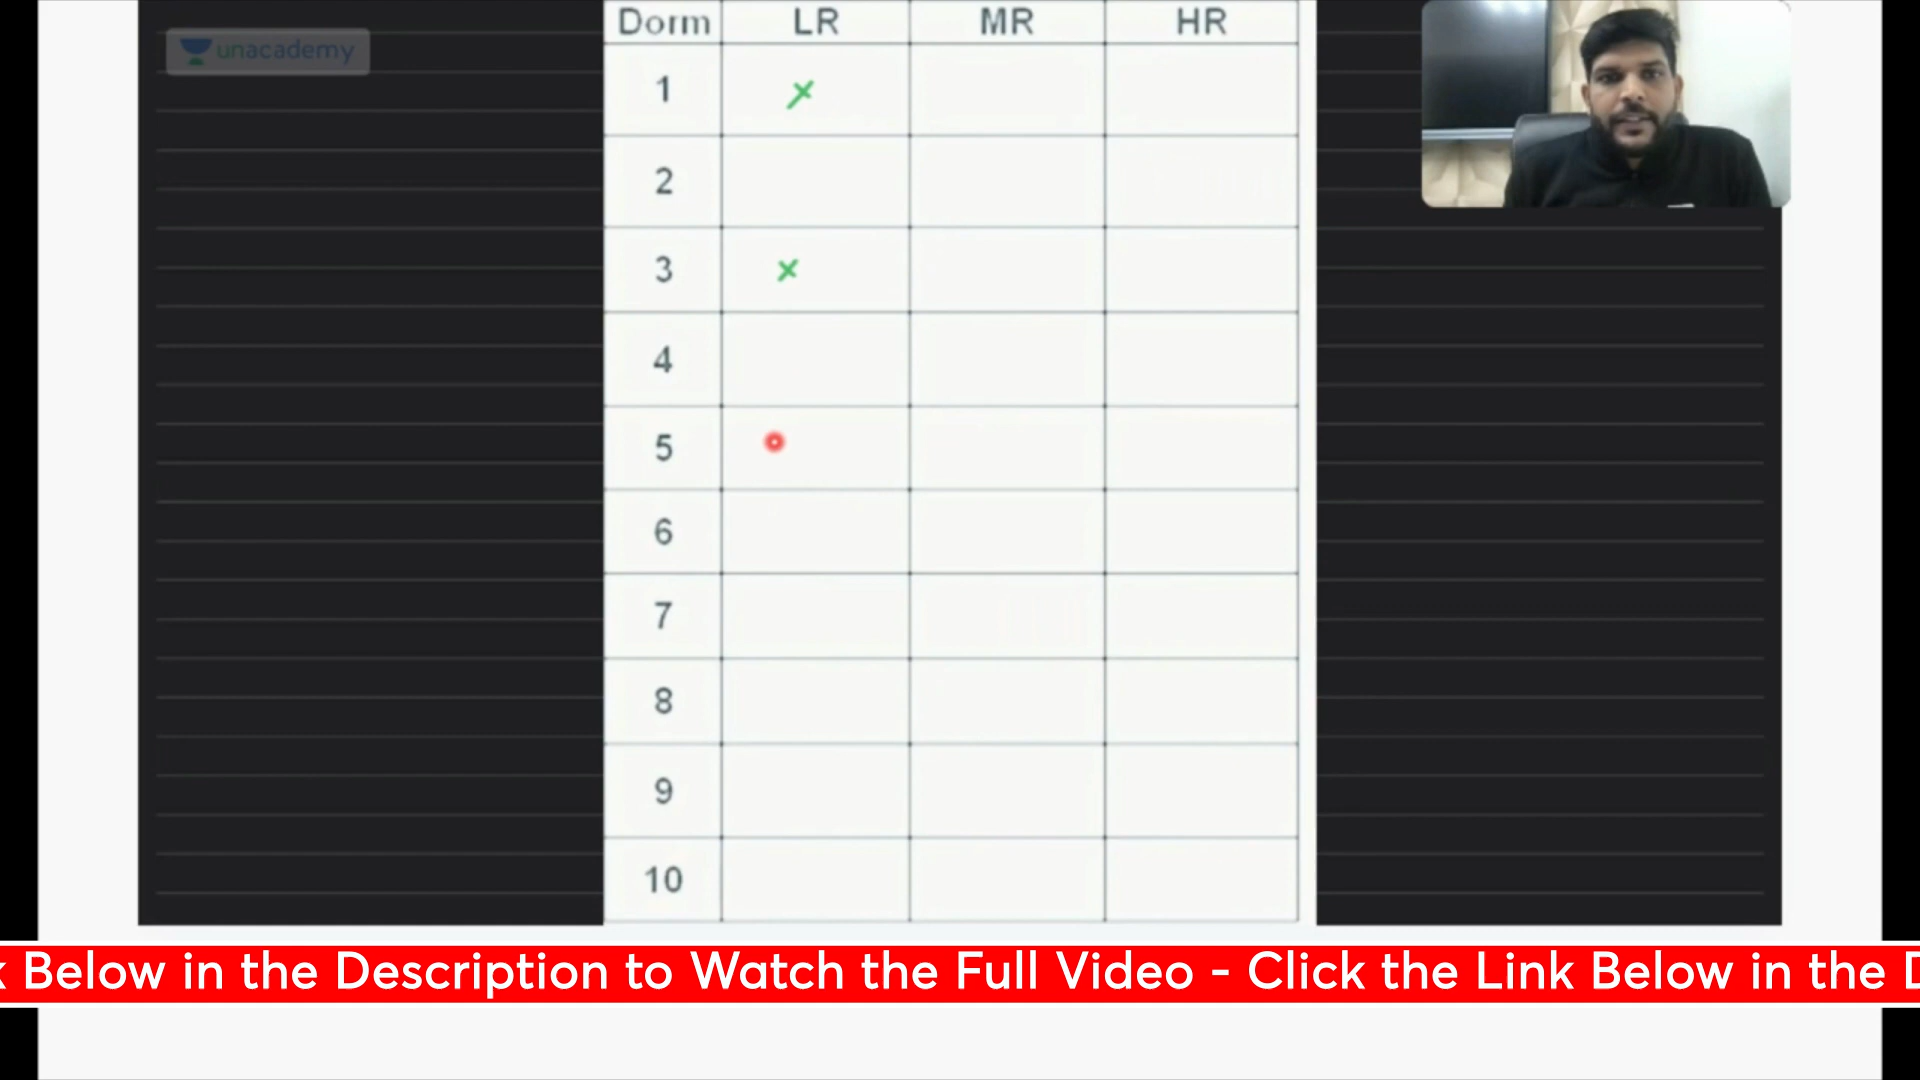 unacademy
Dorm LR MR HR
1 x
2
3 x
4
5
6
7
8
9
10
Below in the Description to Watch the Full Video - Click the Link Below in the